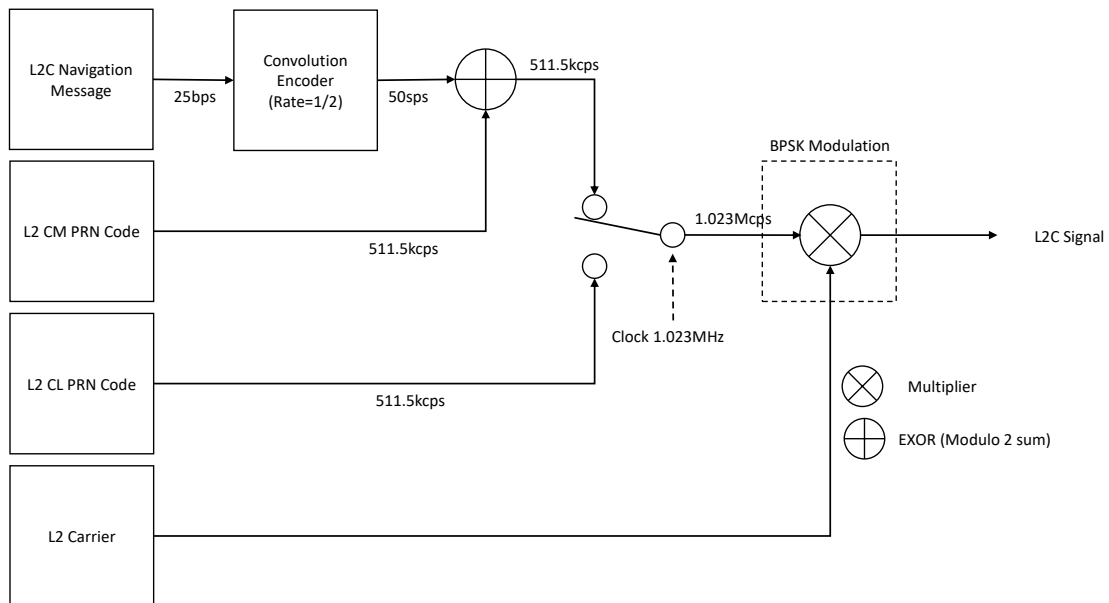 L2C Navigation
Message
25bps
Convolution
Encoder
(Rate=1/2)
50sps
511.5kcps
L2 CM PRN Code
511.5kcps
BPSK Modulation
1.023Mcps
L2C Signal
Clock 1.023MHz
L2 CL PRN Code
511.5kcps
Multiplier
EXOR (Modulo 2 sum)
L2 Carrier